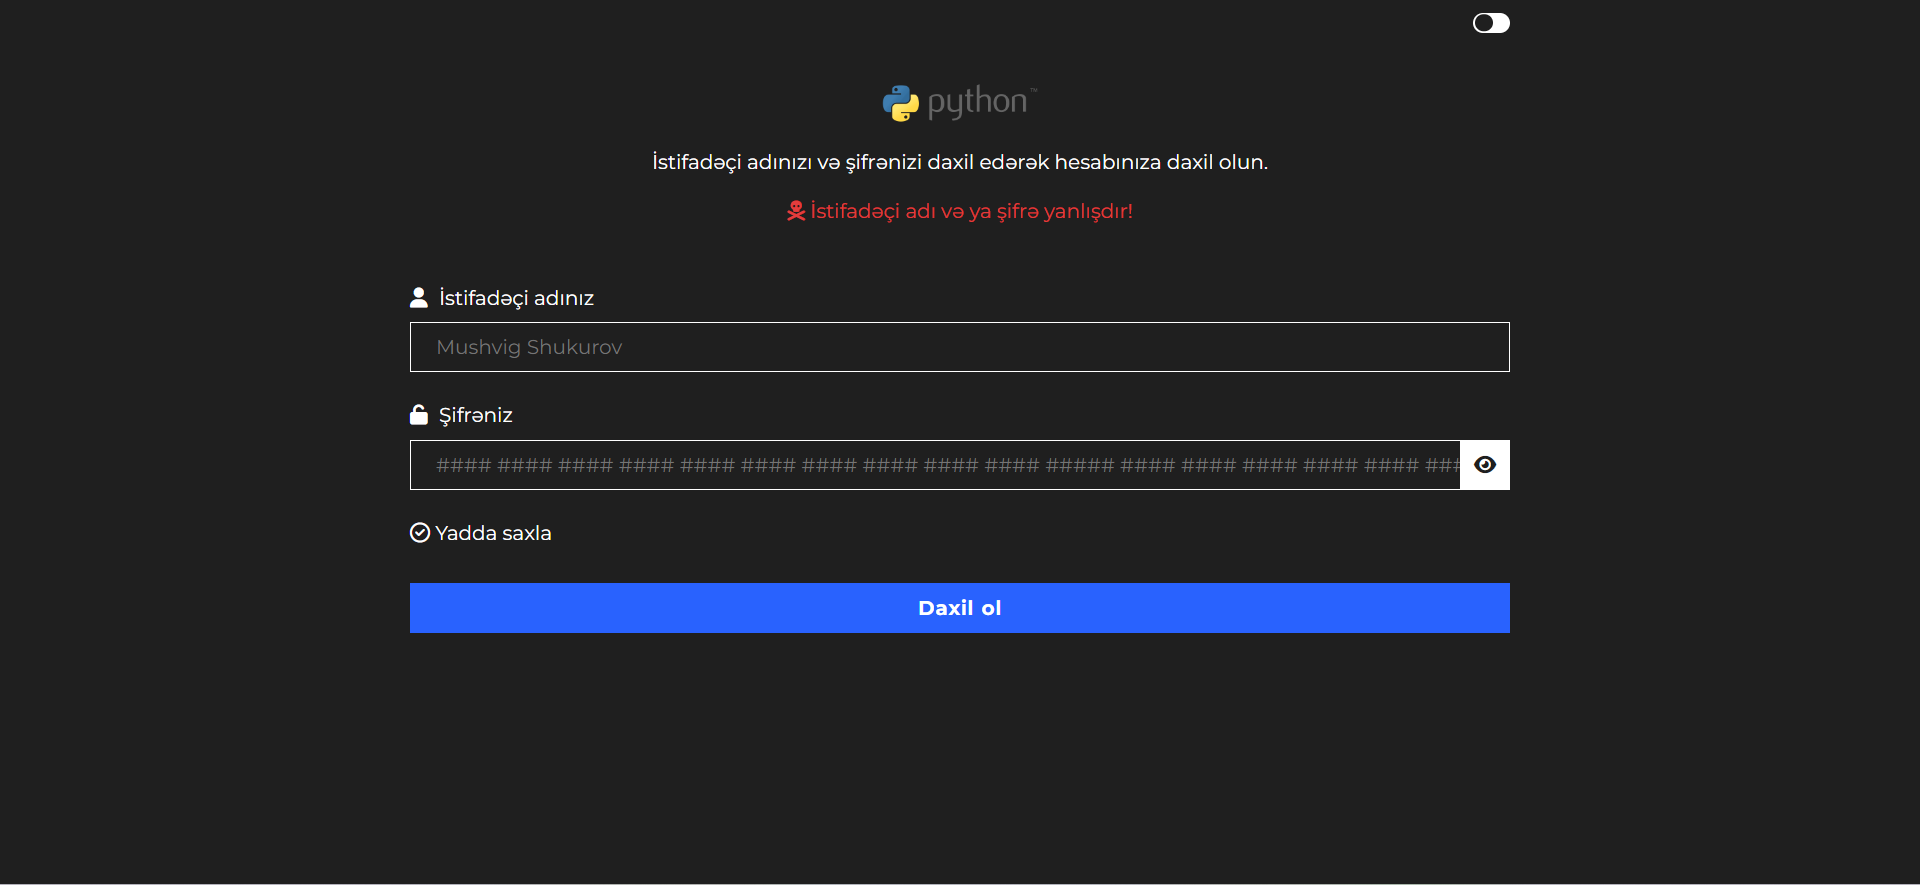 python™
İstifadəçi adınızı və şifrənizi daxil edərək hesabınıza daxil olun.
İstifadəçi adı və ya şifrə yanlışdır!
İstifadəçi adınız
Mushvig Shukurov
Şifrəniz
#### #### #### #### #### #### #### #### #### #### ##### #### #### #### #### #### ###
Yadda saxla
Daxil ol